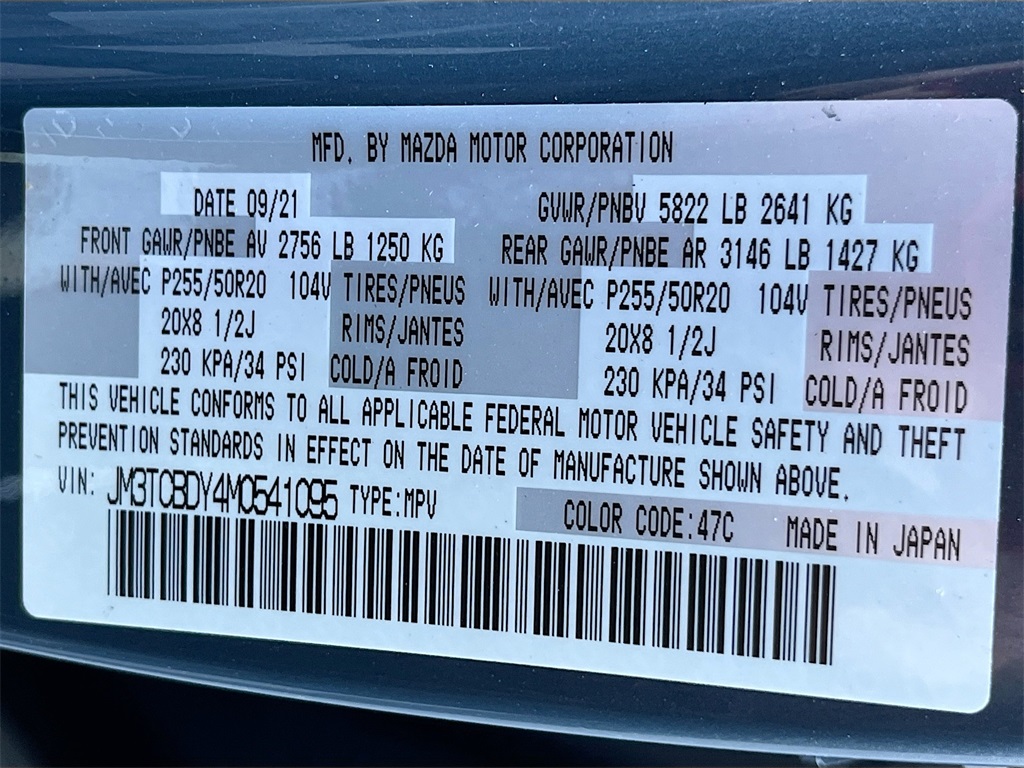 MFD. BY MAZDA MOTOR CORPORATION
DATE 09/21 GVWR/PNBV 5822 LB 2641 KG
FRONT GAWR/PNBE AV 2756 LB 1250 KG REAR GAWR/PNBE AR 3146 LB 1427 KG
WITH/AVEC P255/50R20 104V TIRES/PNEUS WITH/AVEC P255/50R20 104V TIRES/PNEUS
20X8 1/2J RIMS/JANTES 20X8 1/2J RIMS/JANTES
230 KPA/34 PSI COLD/A FROID 230 KPA/34 PSI COLD/A FROID
THIS VEHICLE CONFORMS TO ALL APPLICABLE FEDERAL MOTOR VEHICLE SAFETY AND THEFT
PREVENTION STANDARDS IN EFFECT ON THE DATE OF MANUFACTURE SHOWN ABOVE.
VIN: JM3TCBDY4M0541095 TYPE:MPV COLOR CODE:47C MADE IN JAPAN